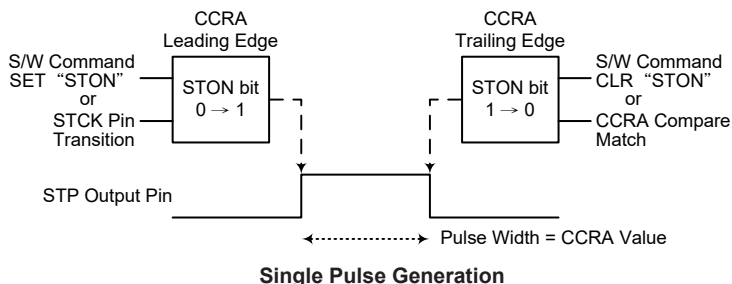 CCRA
Leading Edge
S/W Command
SET “STON”
or
STCK Pin
Transition
STON bit
0 → 1
CCRA
Trailing Edge
STON bit
1 → 0
S/W Command
CLR “STON”
or
CCRA Compare
Match
STP Output Pin
Pulse Width = CCRA Value
Single Pulse Generation